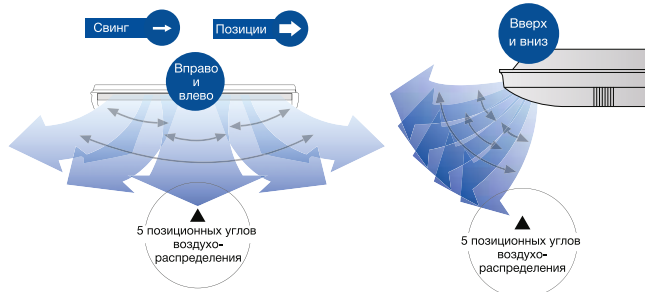 Свинг
Позиции
Вправо
и
влево
Вверх
и вниз
5 позиционных углов
воздухо-
распределения
5 позиционных углов
воздухо-
распределения